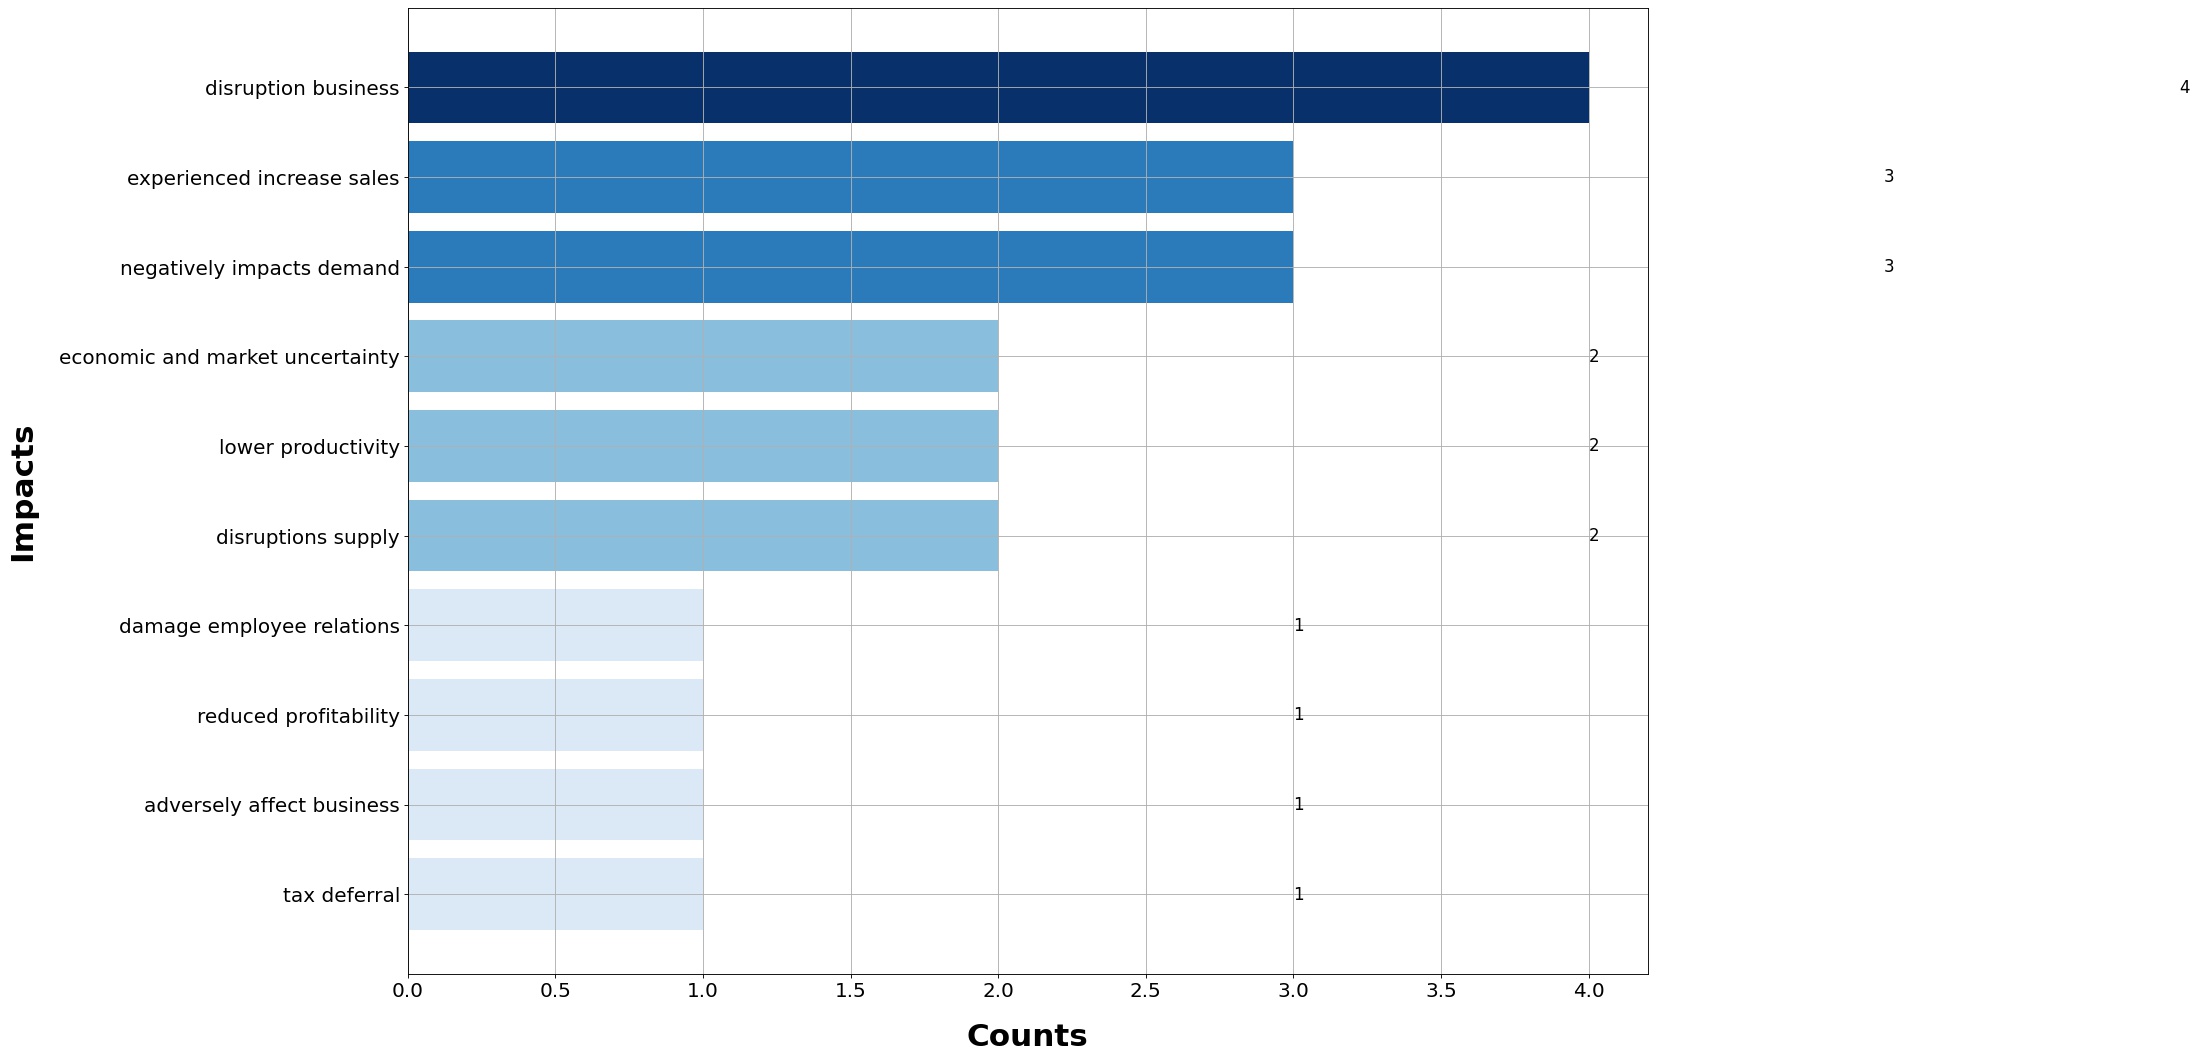 disruption business 4
experienced increase sales 3
negatively impacts demand 3
economic and market uncertainty 2
lower productivity 2
disruptions supply 2
damage employee relations 1
reduced profitability 1
adversely affect business 1
tax deferral 1
Impacts
0.0 0.5 1.0 1.5 2.0 2.5 3.0 3.5 4.0
Counts